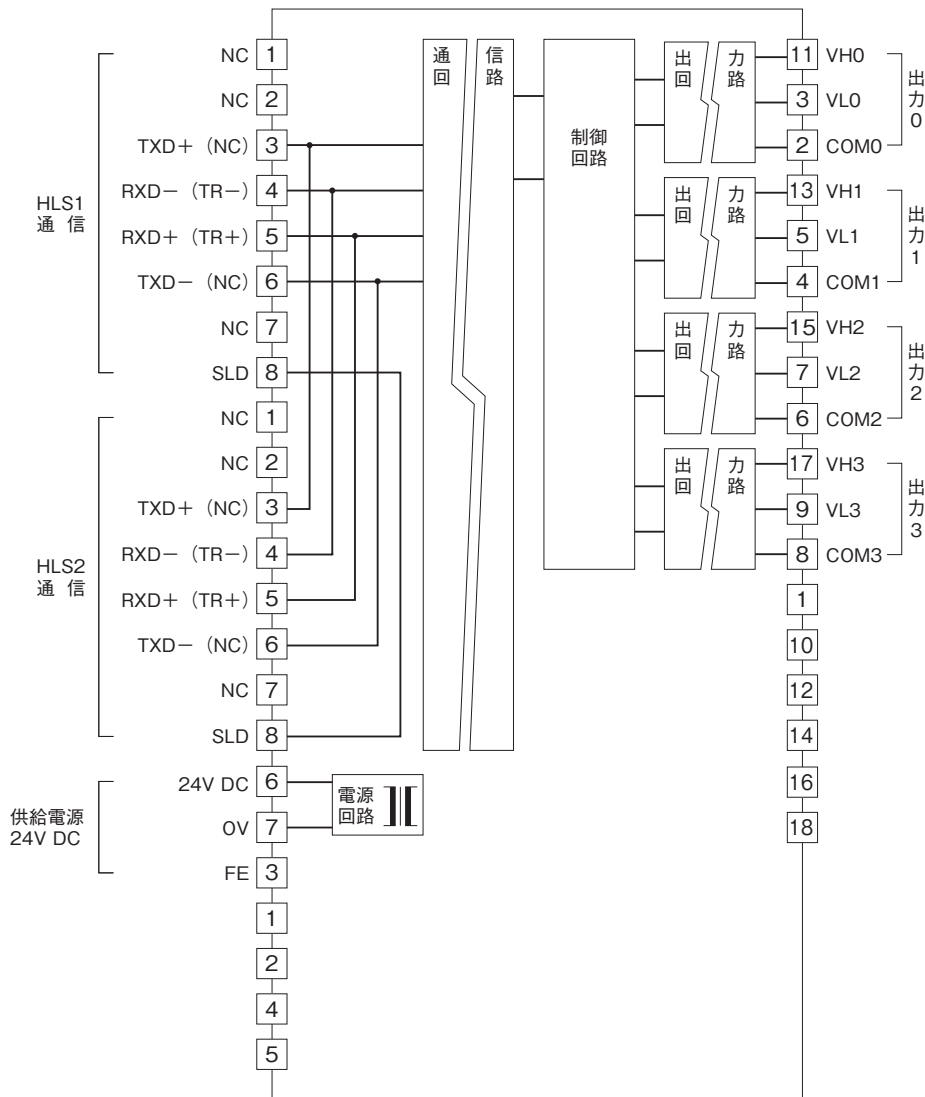 HLS1
通 信
NC 1
NC 2
TXD+（NC） 3
RXD−（TR−） 4
RXD+（TR+） 5
TXD−（NC） 6
NC 7
SLD 8
HLS2
通 信
NC 1
NC 2
TXD+（NC） 3
RXD−（TR−） 4
RXD+（TR+） 5
TXD−（NC） 6
NC 7
SLD 8
供給電源
24V DC
24V DC 6
0V 7
FE 3
1
2
4
5
通 信
回 路
電源
回路
制御
回路
出 力
回 路
11 VH0
3 VL0
2 COM0
出力0
出 力
回 路
13 VH1
5 VL1
4 COM1
出力1
出 力
回 路
15 VH2
7 VL2
6 COM2
出力2
出 力
回 路
17 VH3
9 VL3
8 COM3
出力3
1
10
12
14
16
18